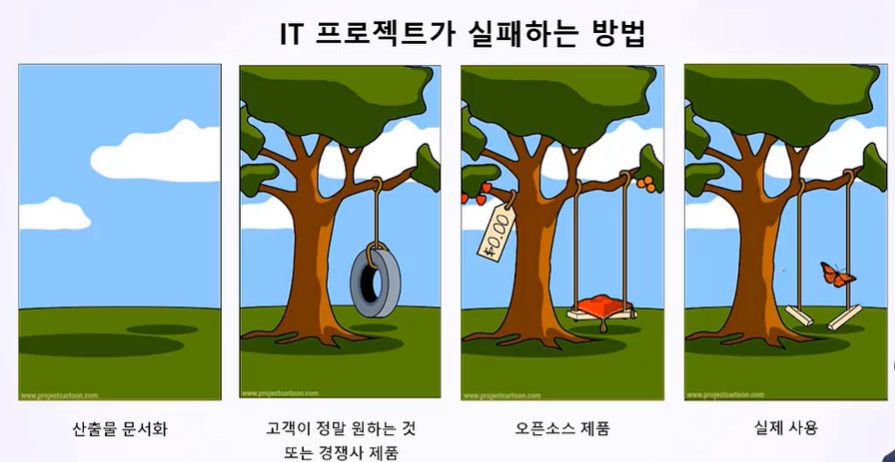 IT 프로젝트가 실패하는 방법
$0.00
www.projectcartoon.com
www.projectcartoon.com
www.projectcartoon.com
www.projectcartoon.com
산출물 문서화
고객이 정말 원하는 것
또는 경쟁사 제품
오픈소스 제품
실제 사용